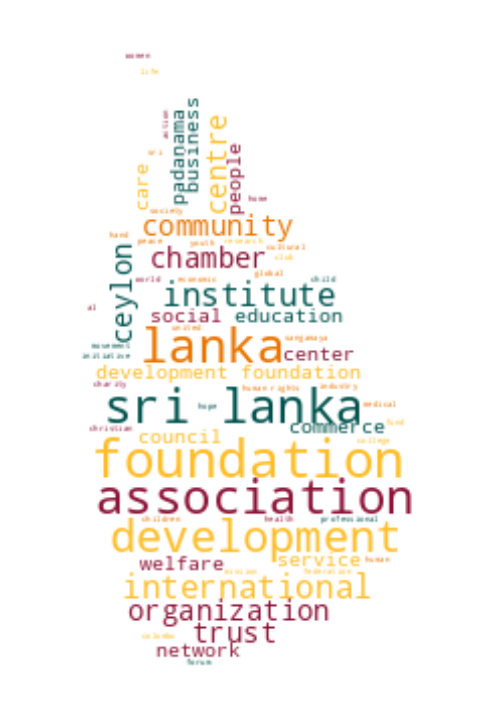 women
life
business
padanama
centre
action
people
sri
care
home
society
community
hand
peace youth research cultural
ceylon
chamber club
global
world economic child
institute
al
social education
united
lanka sangamaya
movement
initiative center
development foundation
charity human rights industry
sri lanka hope medical
christian commerce fund
council college
foundation
association
children health professional
development
welfare service human
mission federation
international
organization
trust
colombo
network
forum